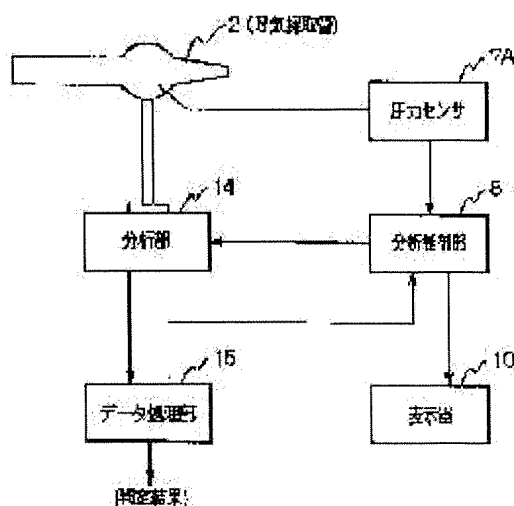 2 (呼気採取管)
7A
圧力センサ
14
8
分析部
分析制御部
15
10
データ処理部
表示器
(測定結果)